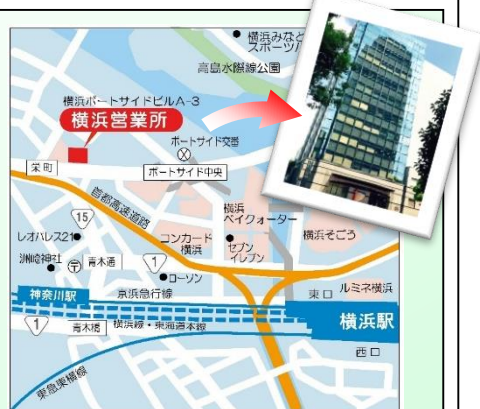 横浜みなと
スポーツパ
高島水際線公園
横浜ポートサイドビルA-3
横浜営業所
ポートサイド交番
栄町
ポートサイド中央
首都高速道路
15
横浜
ベイクォーター
レオパレス21
コンカード
横浜
セブン
イレブン
横浜そごう
洲崎神社
青木通
1
ローソン
神奈川駅
京浜急行線
東口
ルミネ横浜
横浜駅
1
青木橋
横浜線・東海道本線
西口
東急東横線